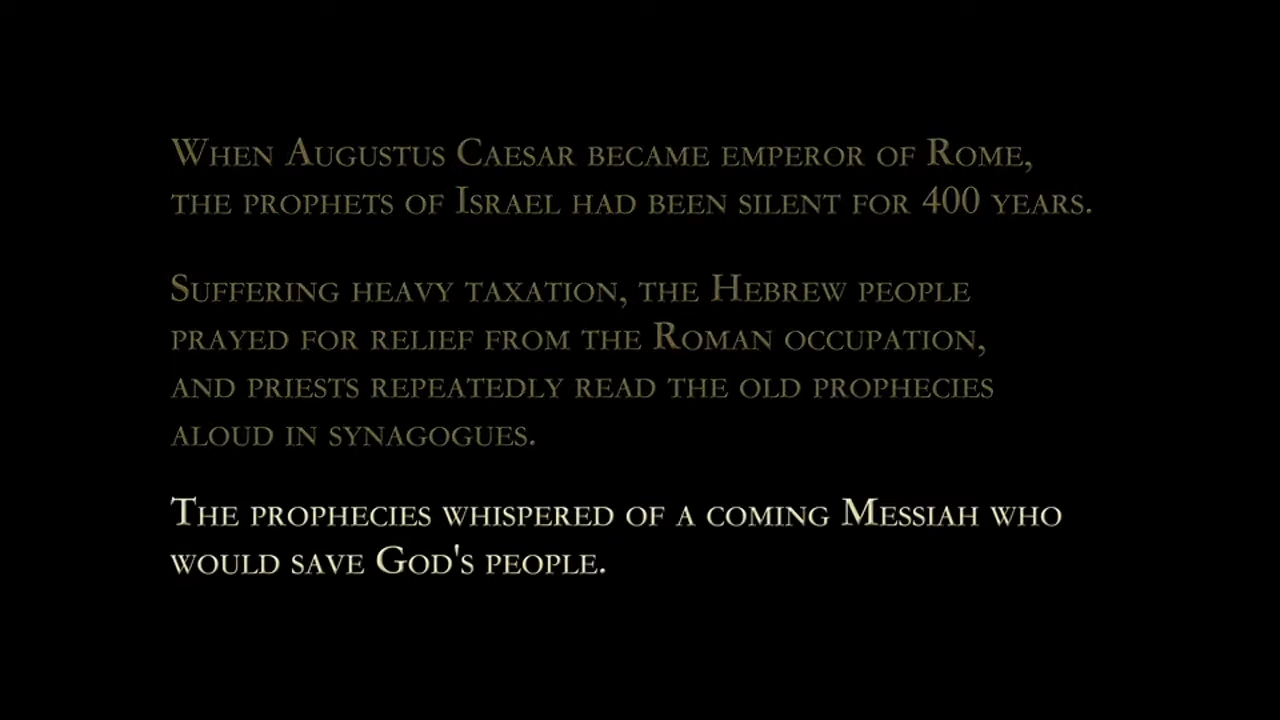 When Augustus Caesar became emperor of Rome,
the prophets of Israel had been silent for 400 years.
Suffering heavy taxation, the Hebrew people
prayed for relief from the Roman occupation,
and priests repeatedly read the old prophecies
aloud in synagogues.
The prophecies whispered of a coming Messiah who
would save God's people.